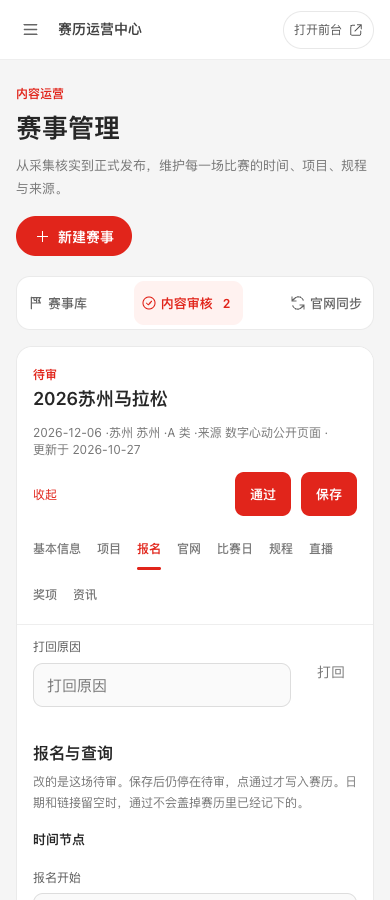 赛历运营中心
打开前台
内容运营
赛事管理
从采集核实到正式发布，维护每一场比赛的时间、项目、规程
与来源。
新建赛事
赛事库
内容审核 2
官网同步
待审
2026苏州马拉松
2026-12-06 ·苏州 苏州 ·A 类 ·来源 数字心动公开页面 ·
更新于 2026-10-27
收起
通过
保存
基本信息 项目 报名 官网 比赛日 规程 直播
奖项 资讯
打回原因
打回原因
打回
报名与查询
改的是这场待审。保存后仍停在待审，点通过才写入赛历。日
期和链接留空时，通过不会盖掉赛历里已经记下的。
时间节点
报名开始